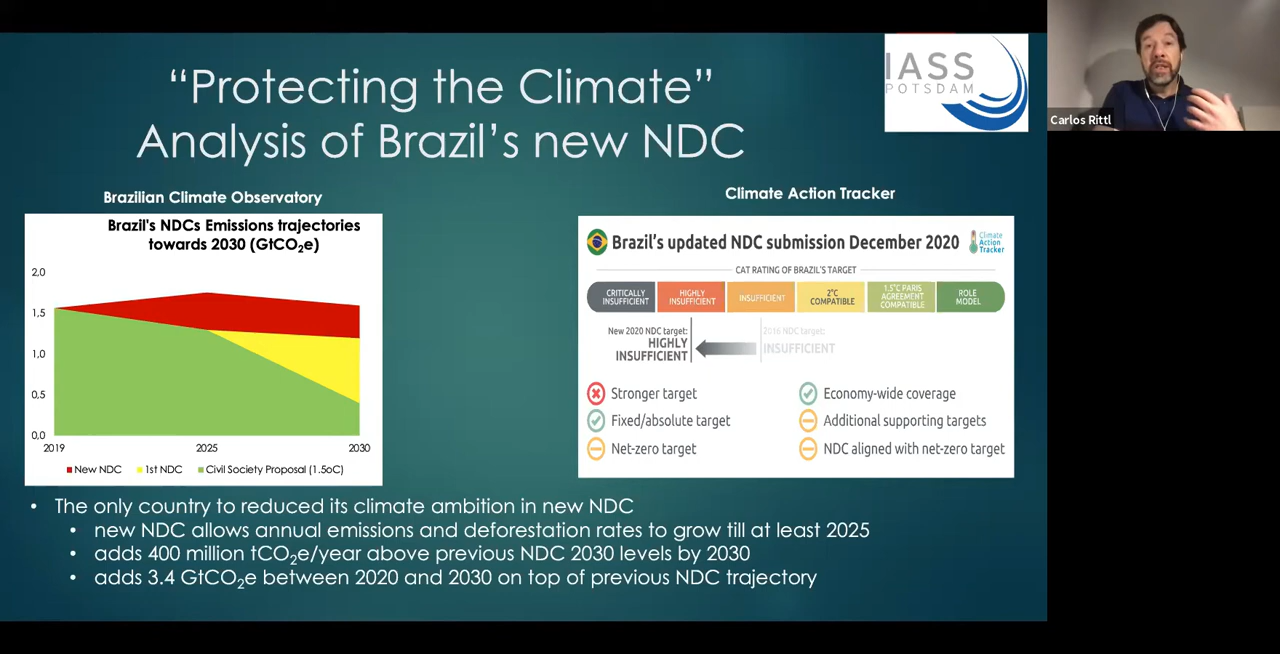 “Protecting the Climate”
Analysis of Brazil’s new NDC
IASS
POTSDAM
Carlos Rittl
Brazilian Climate Observatory
Brazil's NDCs Emissions trajectories
towards 2030 (GtCO₂e)
2,0
1,5
1,0
0,5
0,0
2019
2025
2030
New NDC
1st NDC
Civil Society Proposal (1.5oC)
Climate Action Tracker
Brazil’s updated NDC submission December 2020
Climate
Action
Tracker
CAT RATING OF BRAZIL’S TARGET
CRITICALLY
INSUFFICIENT
HIGHLY
INSUFFICIENT
INSUFFICIENT
2°C
COMPATIBLE
1.5°C PARIS
AGREEMENT
COMPATIBLE
ROLE
MODEL
New 2020 NDC target:
HIGHLY
INSUFFICIENT
2016 NDC target:
INSUFFICIENT
Stronger target
Fixed/absolute target
Net-zero target
Economy-wide coverage
Additional supporting targets
NDC aligned with net-zero target
• The only country to reduced its climate ambition in new NDC
• new NDC allows annual emissions and deforestation rates to grow till at least 2025
• adds 400 million tCO₂e/year above previous NDC 2030 levels by 2030
• adds 3.4 GtCO₂e between 2020 and 2030 on top of previous NDC trajectory